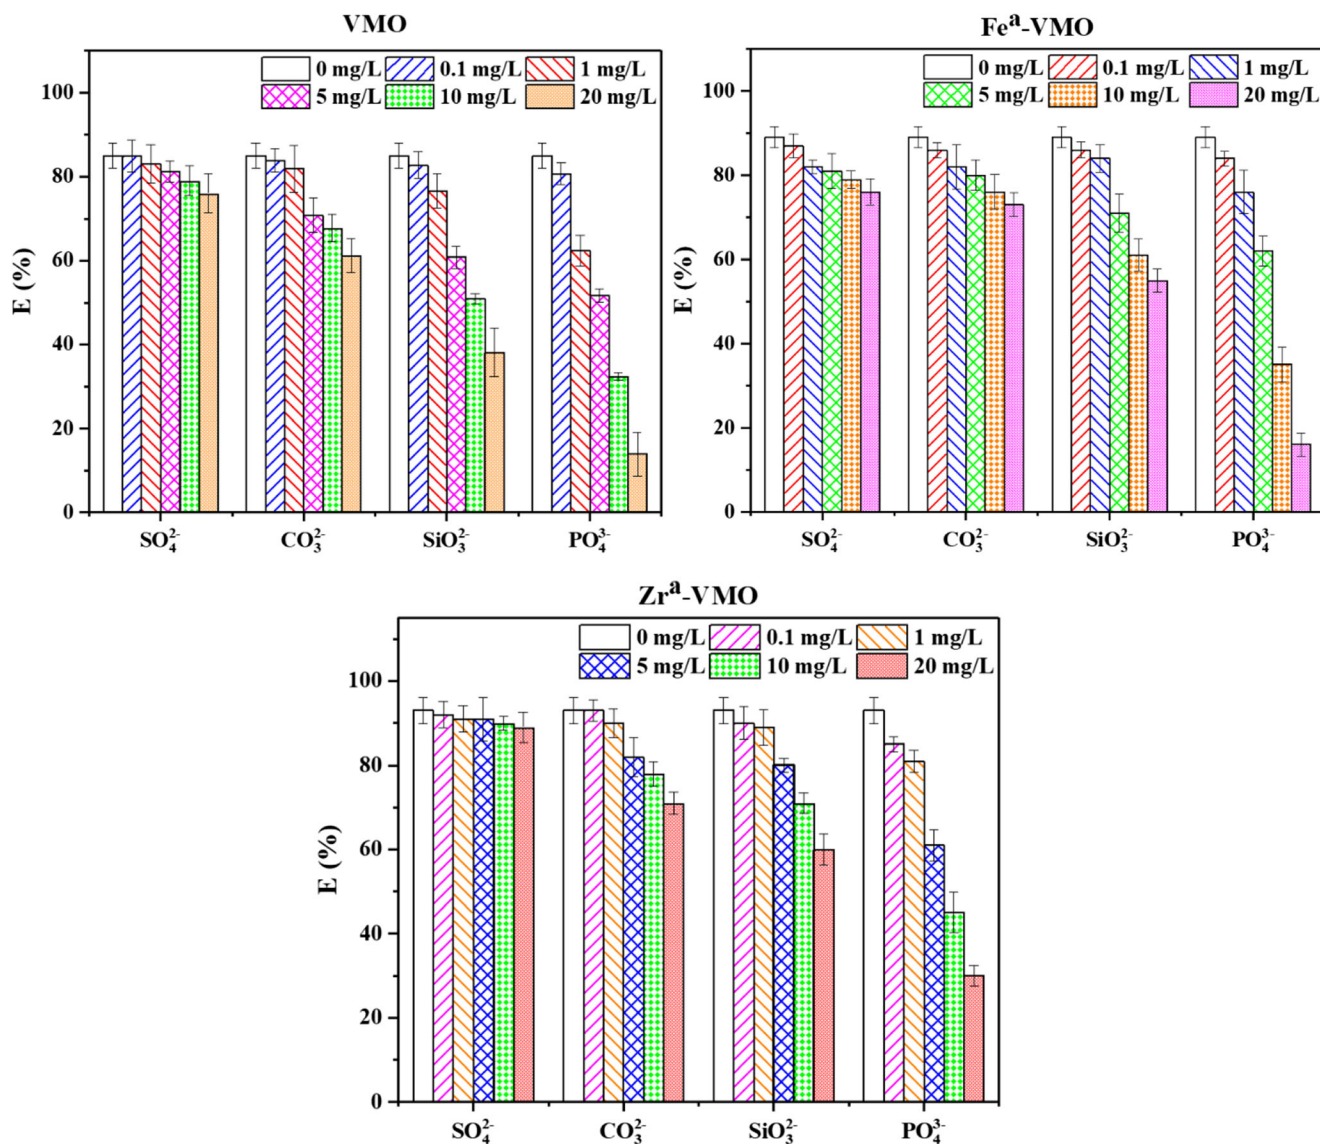 VMO
0 mg/L 0.1 mg/L 1 mg/L
5 mg/L 10 mg/L 20 mg/L
100
80
60
40
20
0
E (%)
SO₄²⁻ CO₃²⁻ SiO₃²⁻ PO₄³⁻
Feᵃ-VMO
0 mg/L 0.1 mg/L 1 mg/L
5 mg/L 10 mg/L 20 mg/L
100
80
60
40
20
0
E (%)
SO₄²⁻ CO₃²⁻ SiO₃²⁻ PO₄³⁻
Zrᵃ-VMO
0 mg/L 0.1 mg/L 1 mg/L
5 mg/L 10 mg/L 20 mg/L
100
80
60
40
20
0
E (%)
SO₄²⁻ CO₃²⁻ SiO₃²⁻ PO₄³⁻